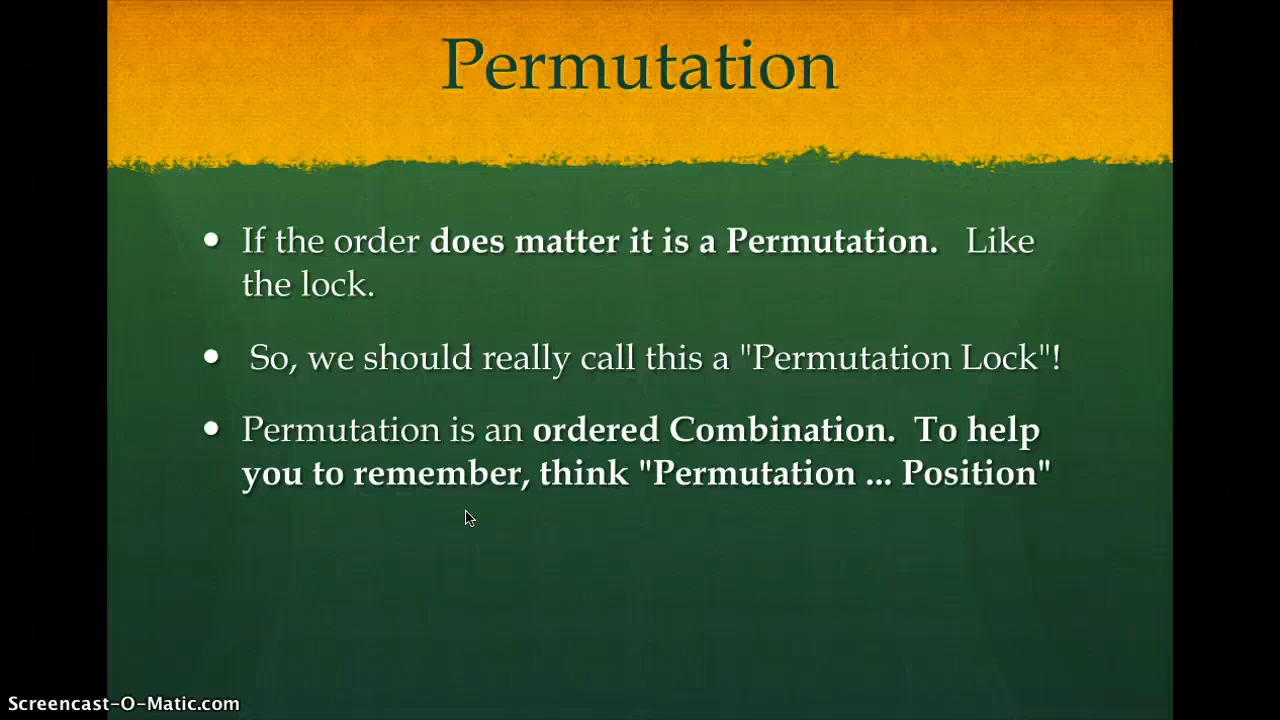 Permutation
• If the order does matter it is a Permutation.   Like
the lock.
• So, we should really call this a "Permutation Lock"!
• Permutation is an ordered Combination.  To help
you to remember, think "Permutation ... Position"
Screencast-O-Matic.com